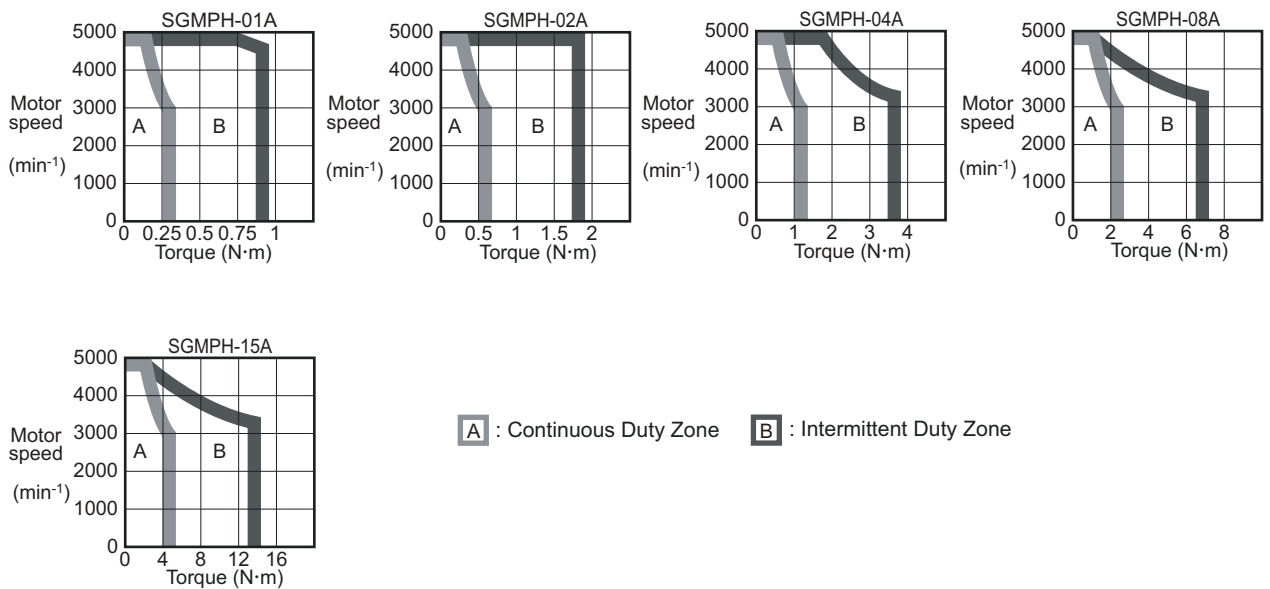 SGMPH-01A
5000
4000
Motor speed
3000
2000
(min-1)
1000
0
A
B
0 0.25 0.5 0.75 1
Torque (N·m)
SGMPH-02A
5000
4000
Motor speed
3000
2000
(min-1)
1000
0
A
B
0 0.5 1 1.5 2
Torque (N·m)
SGMPH-04A
5000
4000
Motor speed
3000
2000
(min-1)
1000
0
A
B
0 1 2 3 4
Torque (N·m)
SGMPH-08A
5000
4000
Motor speed
3000
2000
(min-1)
1000
0
A
B
0 2 4 6 8
Torque (N·m)
SGMPH-15A
5000
4000
Motor speed
3000
2000
(min-1)
1000
0
A
B
0 4 8 12 16
Torque (N·m)
A : Continuous Duty Zone
B : Intermittent Duty Zone